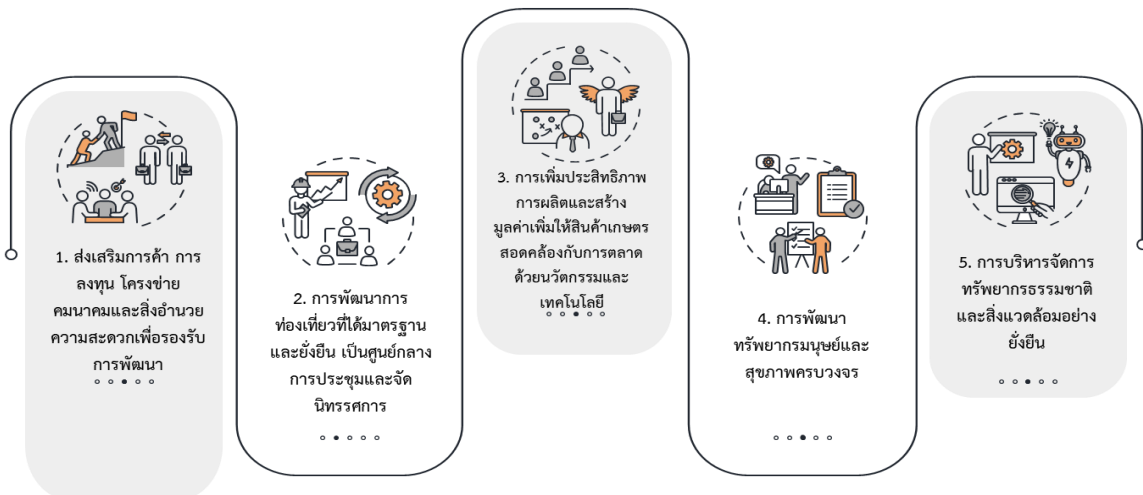 1. ส่งเสริมการค้า การ
ลงทุน โครงข่าย
คมนาคมและสิ่งอำนวย
ความสะดวกเพื่อรองรับ
การพัฒนา
2. การพัฒนาการ
ท่องเที่ยวที่ได้มาตรฐาน
และยั่งยืน เป็นศูนย์กลาง
การประชุมและจัด
นิทรรศการ
3. การเพิ่มประสิทธิภาพ
การผลิตและสร้าง
มูลค่าเพิ่มให้สินค้าเกษตร
สอดคล้องกับการตลาด
ด้วยนวัตกรรมและ
เทคโนโลยี
4. การพัฒนา
ทรัพยากรมนุษย์และ
สุขภาพครบวงจร
5. การบริหารจัดการ
ทรัพยากรธรรมชาติ
และสิ่งแวดล้อมอย่าง
ยั่งยืน